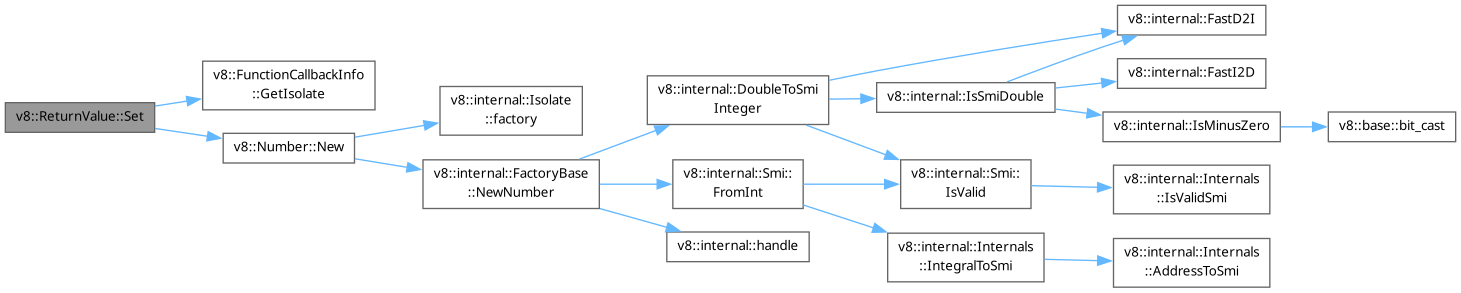 v8::ReturnValue::Set
v8::FunctionCallbackInfo
::GetIsolate
v8::Number::New
v8::internal::Isolate
::factory
v8::internal::FactoryBase
::NewNumber
v8::internal::DoubleToSmi
Integer
v8::internal::Smi::
FromInt
v8::internal::handle
v8::internal::IsSmiDouble
v8::internal::Smi::
IsValid
v8::internal::Internals
::IntegralToSmi
v8::internal::FastD2I
v8::internal::FastI2D
v8::internal::IsMinusZero
v8::internal::Internals
::IsValidSmi
v8::internal::Internals
::AddressToSmi
v8::base::bit_cast